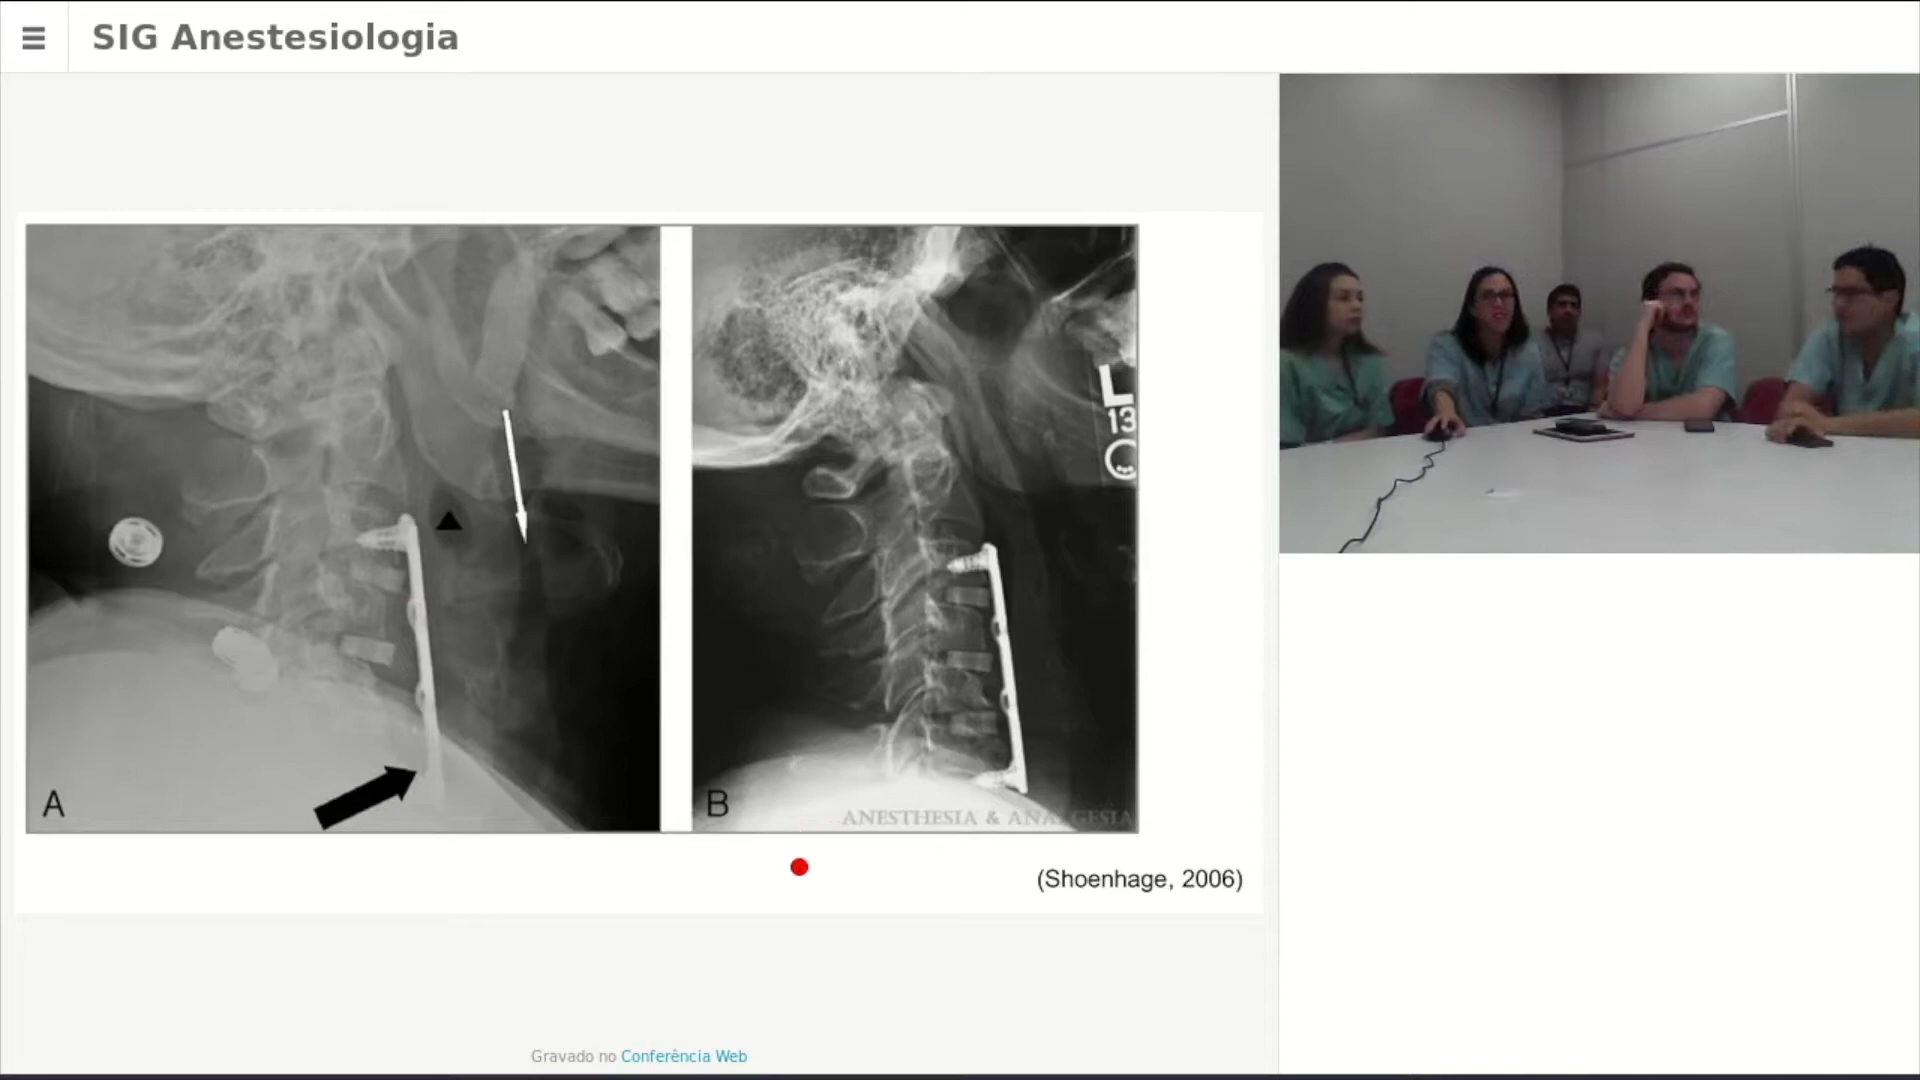 SIG Anestesiologia
L
13
C
A
B
ANESTHESIA & ANALGESIA
(Shoenhage, 2006)
Gravado no Conferência Web